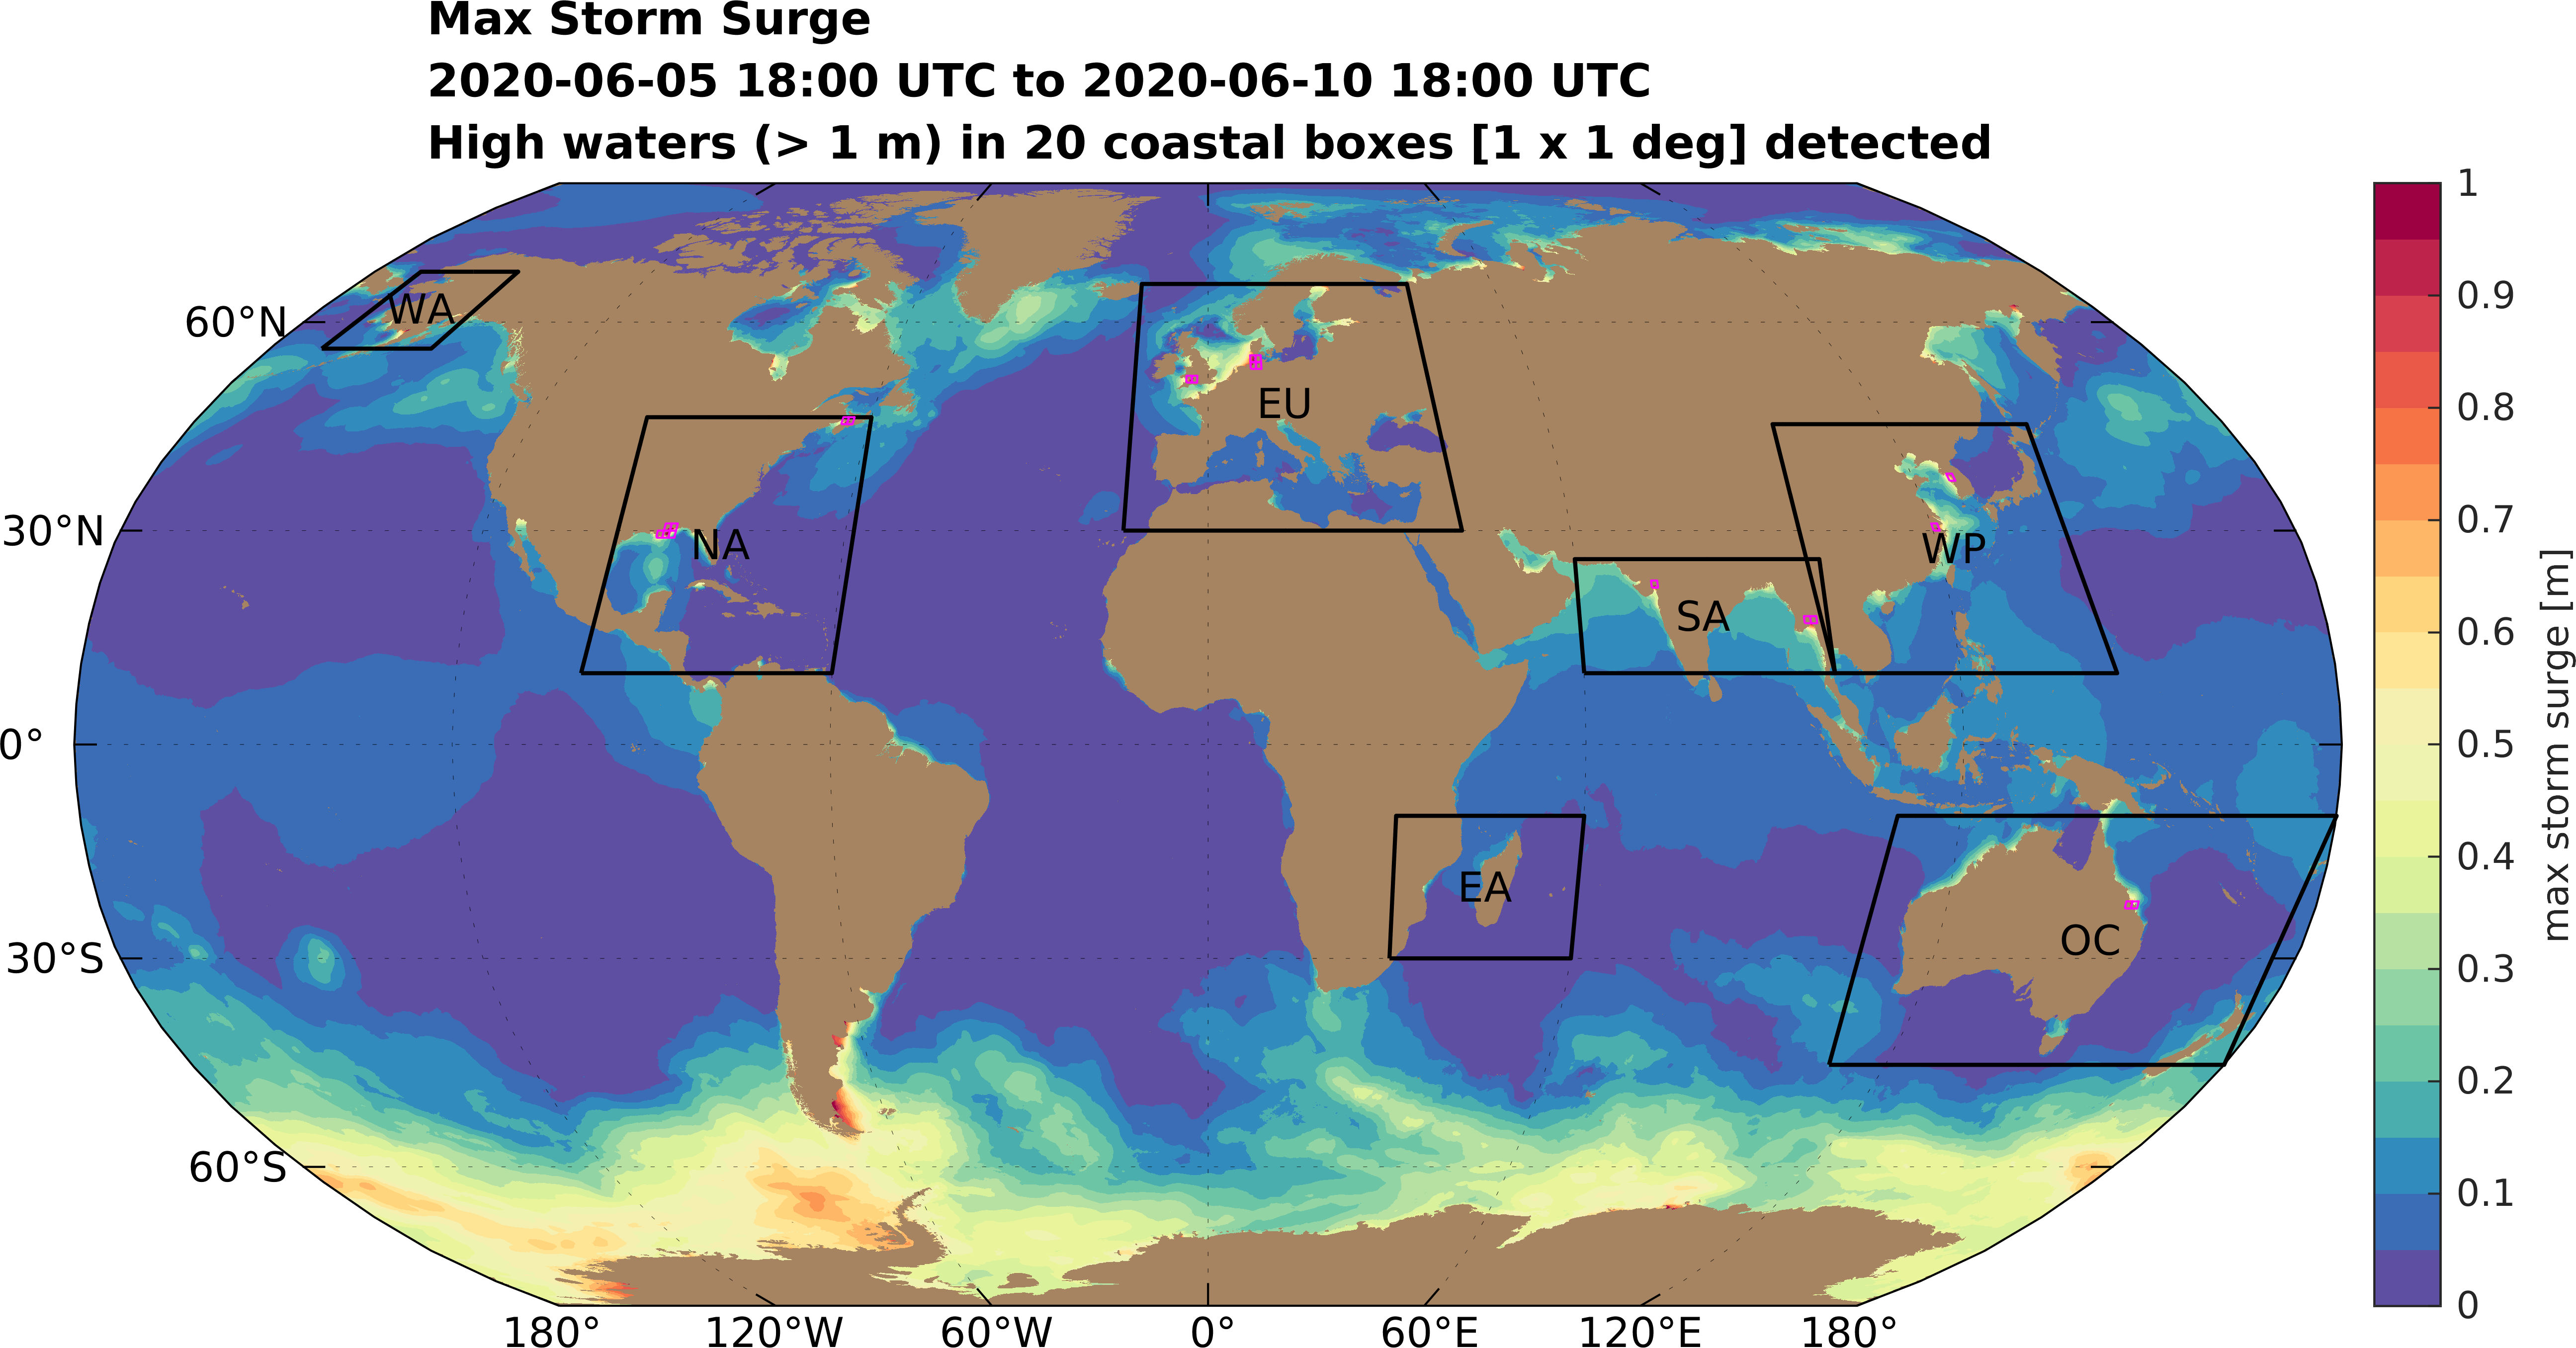 Max Storm Surge
2020-06-05 18:00 UTC to 2020-06-10 18:00 UTC
High waters (> 1 m) in 20 coastal boxes [1 x 1 deg] detected
60°N
30°N
0°
30°S
60°S
WA
NA
EU
SA
WP
EA
OC
180°
120°W
60°W
0°
60°E
120°E
180°
1
0.9
0.8
0.7
0.6
0.5
0.4
0.3
0.2
0.1
0
max storm surge [m]